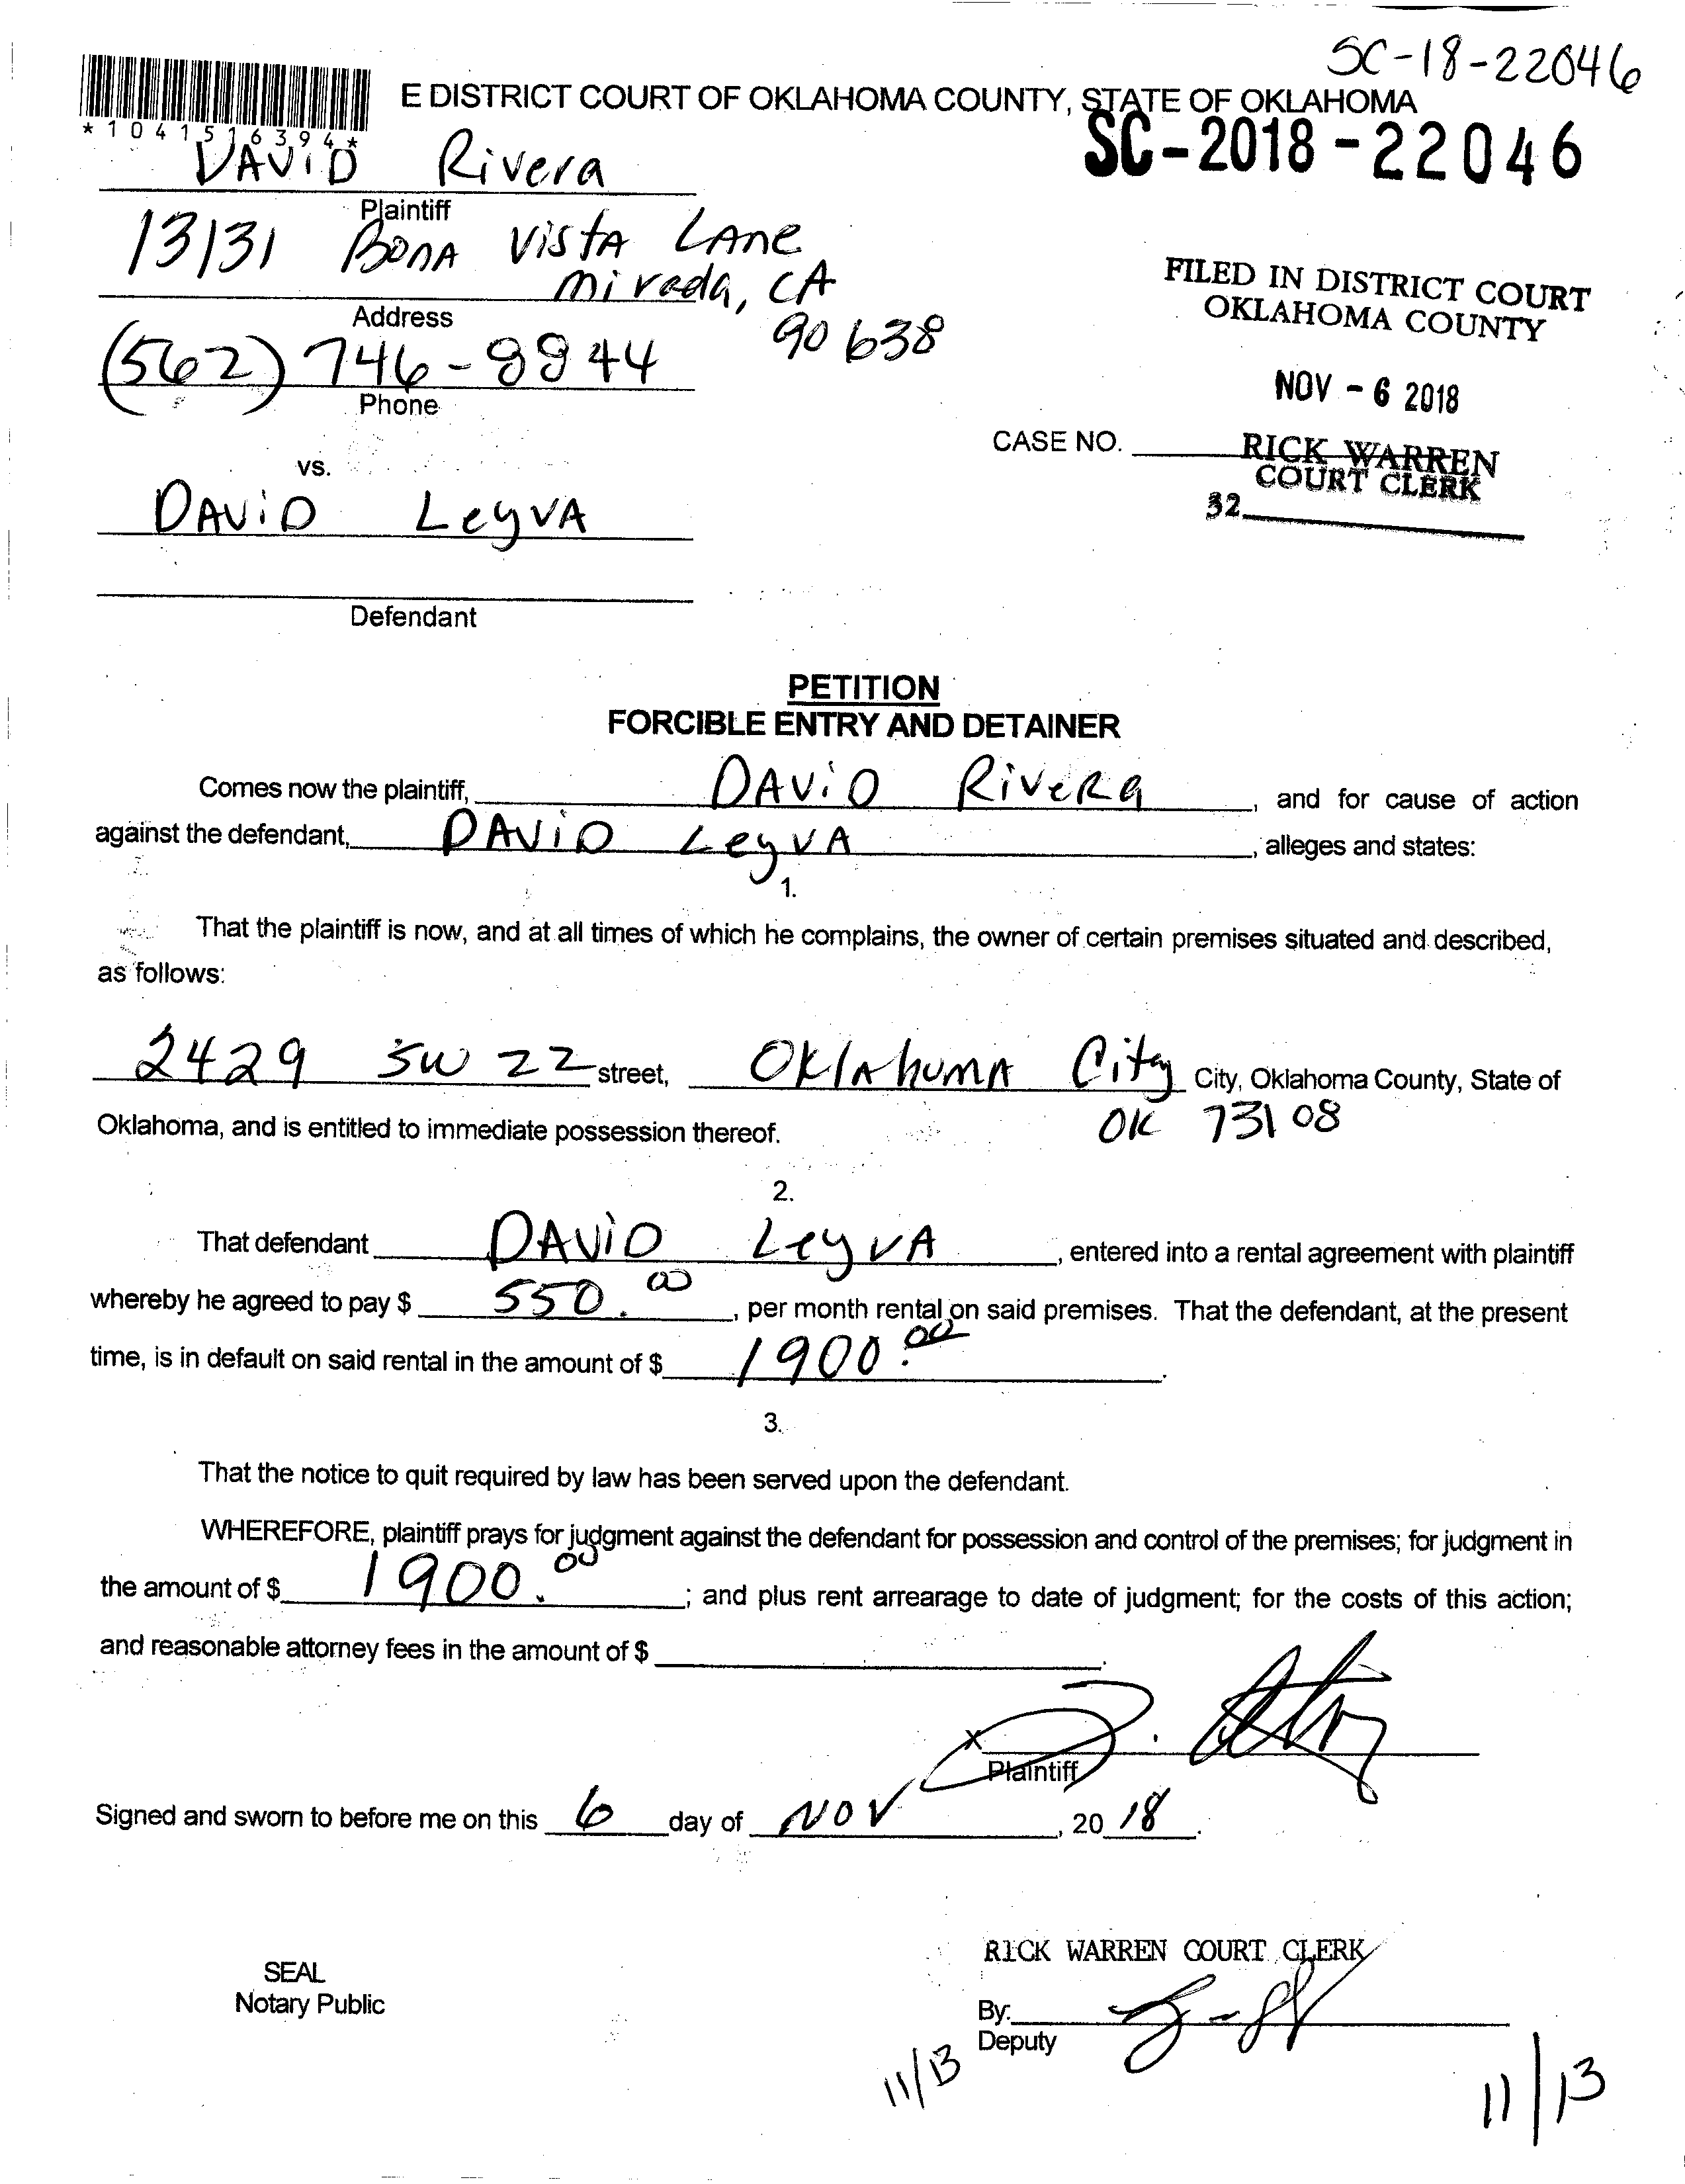 SC-18-22046
E DISTRICT COURT OF OKLAHOMA COUNTY, STATE OF OKLAHOMA
*1041516394*
SC-2018-22046
DAViD Rivera
Plaintiff
13131 BonA VistA LAne
mirada, CA
90638
Address
(562) 746-8844
Phone
FILED IN DISTRICT COURT
OKLAHOMA COUNTY
NOV - 6 2018
CASE NO.
RICK WARREN
COURT CLERK
32
vs.
DAViD LeyvA
Defendant
PETITION
FORCIBLE ENTRY AND DETAINER
Comes now the plaintiff, DAViD RiveRa, and for cause of action
against the defendant, DAViD LeyvA, alleges and states:
1.
That the plaintiff is now, and at all times of which he complains, the owner of certain premises situated and described,
as follows:
2429 SW 22 street, OklAhomA City City, Oklahoma County, State of
OK 73108
Oklahoma, and is entitled to immediate possession thereof.
2.
That defendant DAViD LeyvA, entered into a rental agreement with plaintiff
whereby he agreed to pay $ 550.00, per month rental on said premises. That the defendant, at the present
time, is in default on said rental in the amount of $ 1900.00.
3.
That the notice to quit required by law has been served upon the defendant.
WHEREFORE, plaintiff prays for judgment against the defendant for possession and control of the premises; for judgment in
the amount of $ 1900.00; and plus rent arrearage to date of judgment; for the costs of this action;
and reasonable attorney fees in the amount of $ .
X
Plaintiff
Signed and sworn to before me on this 6 day of NOV, 20 18.
RICK WARREN COURT CLERK
SEAL
Notary Public
By:
Deputy
11/13
11/13